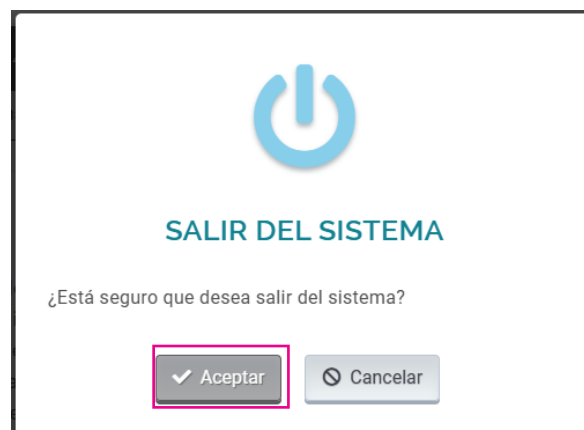 SALIR DEL SISTEMA
¿Está seguro que desea salir del sistema?
Aceptar
Cancelar